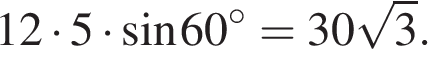 12 · 5 · sin 60° = 30√3.